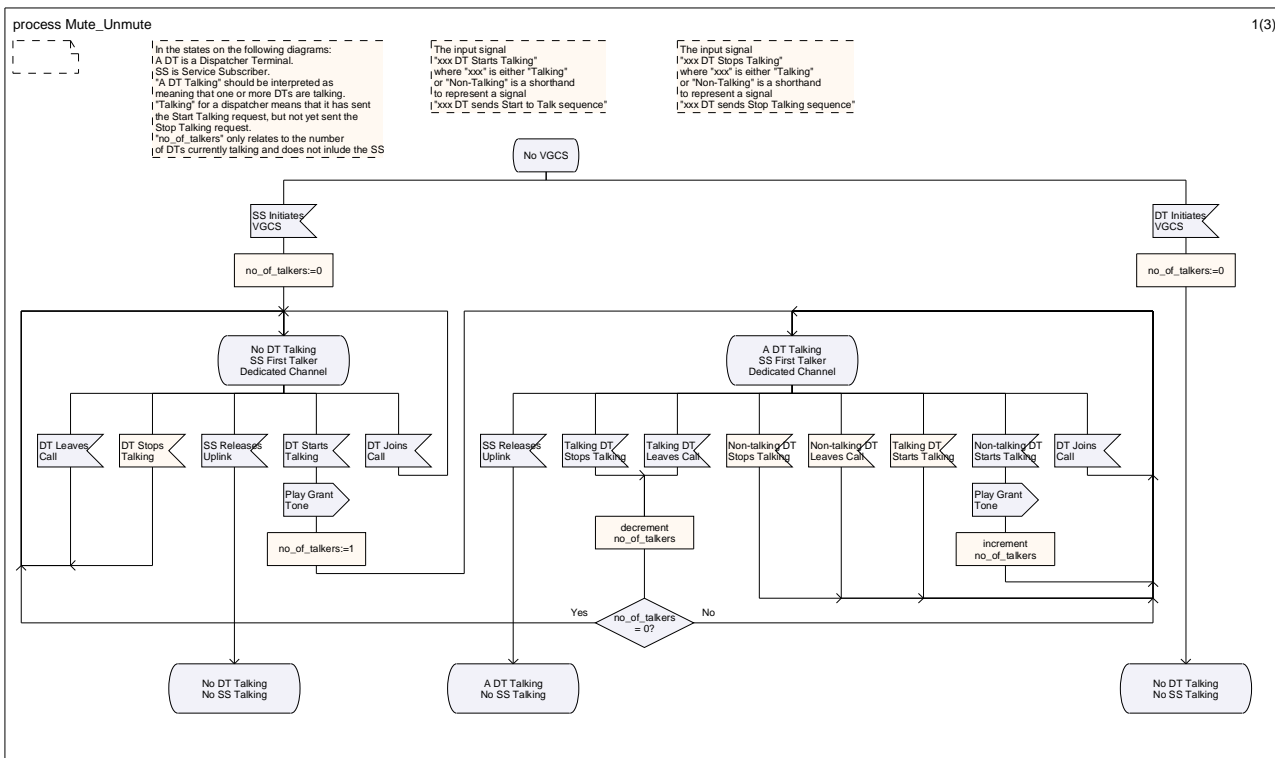 process Mute_Unmute
1(3)
In the states on the following diagrams:
A DT is a Dispatcher Terminal.
SS is Service Subscriber.
"A DT Talking" should be interpreted as
meaning that one or more DTs are talking.
"Talking" for a dispatcher means that it has sent
the Start Talking request, but not yet sent the
Stop Talking request.
"no_of_talkers" only relates to the number
of DTs currently talking and does not inlude the SS
The input signal
"xxx DT Starts Talking"
where "xxx" is either "Talking"
or "Non-Talking" is a shorthand
to represent a signal
"xxx DT sends Start to Talk sequence"
The input signal
"xxx DT Stops Talking"
where "xxx" is either "Talking"
or "Non-Talking" is a shorthand
to represent a signal
"xxx DT sends Stop Talking sequence"
No VGCS
SS Initiates
VGCS
DT Initiates
VGCS
no_of_talkers:=0
no_of_talkers:=0
No DT Talking
SS First Talker
Dedicated Channel
A DT Talking
SS First Talker
Dedicated Channel
DT Leaves
Call
DT Stops
Talking
SS Releases
Uplink
DT Starts
Talking
DT Joins
Call
SS Releases
Uplink
Talking DT
Stops Talking
Talking DT
Leaves Call
Non-talking DT
Stops Talking
Non-talking DT
Leaves Call
Talking DT
Starts Talking
Non-talking DT
Starts Talking
DT Joins
Call
Play Grant
Tone
Play Grant
Tone
no_of_talkers:=1
decrement
no_of_talkers
increment
no_of_talkers
Yes
no_of_talkers
= 0?
No
No DT Talking
No SS Talking
A DT Talking
No SS Talking
No DT Talking
No SS Talking